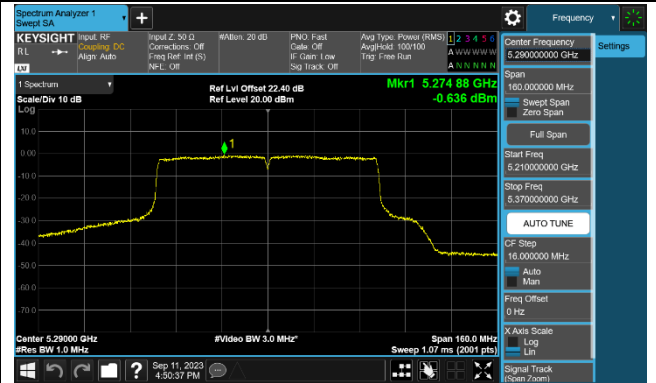 Spectrum Analyzer 1
Swept SA
Frequency
KEYSIGHT
RL
LXI
Input: RF
Coupling: DC
Align: Auto
Input Z: 50 Ω
Corrections: Off
Freq Ref: Int (S)
NFE: Off
#Atten: 20 dB
PNO: Fast
Gate: Off
IF Gain: Low
Sig Track: Off
Avg Type: Power (RMS)
Avg|Hold: 100/100
Trig: Free Run
1 2 3 4 5 6
A W W W W W
A N N N N N
1 Spectrum
Scale/Div 10 dB
Log
Ref Lvl Offset 22.40 dB
Ref Level 20.00 dBm
Mkr1 5.274 88 GHz
-0.636 dBm
1
10.0
0.00
-10.0
-20.0
-30.0
-40.0
-50.0
-60.0
-70.0
Center 5.29000 GHz
#Res BW 1.0 MHz
#Video BW 3.0 MHz*
Span 160.0 MHz
Sweep 1.07 ms (2001 pts)
Sep 11, 2023
4:50:37 PM
Center Frequency
5.290000000 GHz
Settings
Span
160.000000 MHz
Swept Span
Zero Span
Full Span
Start Freq
5.210000000 GHz
Stop Freq
5.370000000 GHz
AUTO TUNE
CF Step
16.000000 MHz
Auto
Man
Freq Offset
0 Hz
X Axis Scale
Log
Lin
Signal Track
(Span Zoom)